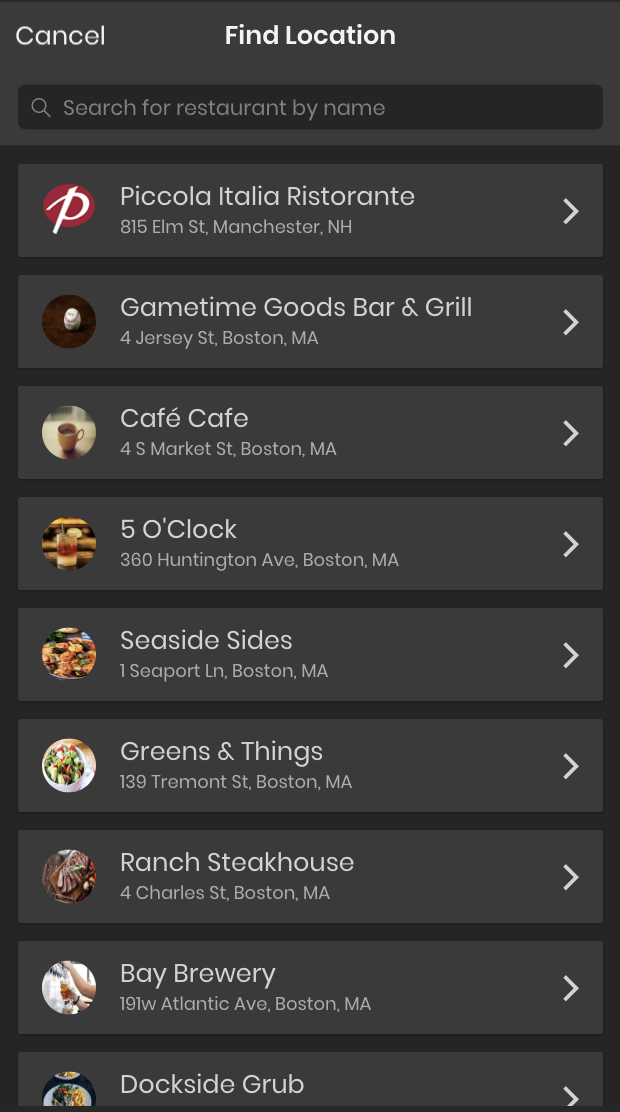 Cancel
Find Location
Search for restaurant by name
Piccola Italia Ristorante
815 Elm St, Manchester, NH
Gametime Goods Bar & Grill
4 Jersey St, Boston, MA
Café Cafe
4 S Market St, Boston, MA
5 O'Clock
360 Huntington Ave, Boston, MA
Seaside Sides
1 Seaport Ln, Boston, MA
Greens & Things
139 Tremont St, Boston, MA
Ranch Steakhouse
4 Charles St, Boston, MA
Bay Brewery
191w Atlantic Ave, Boston, MA
Dockside Grub